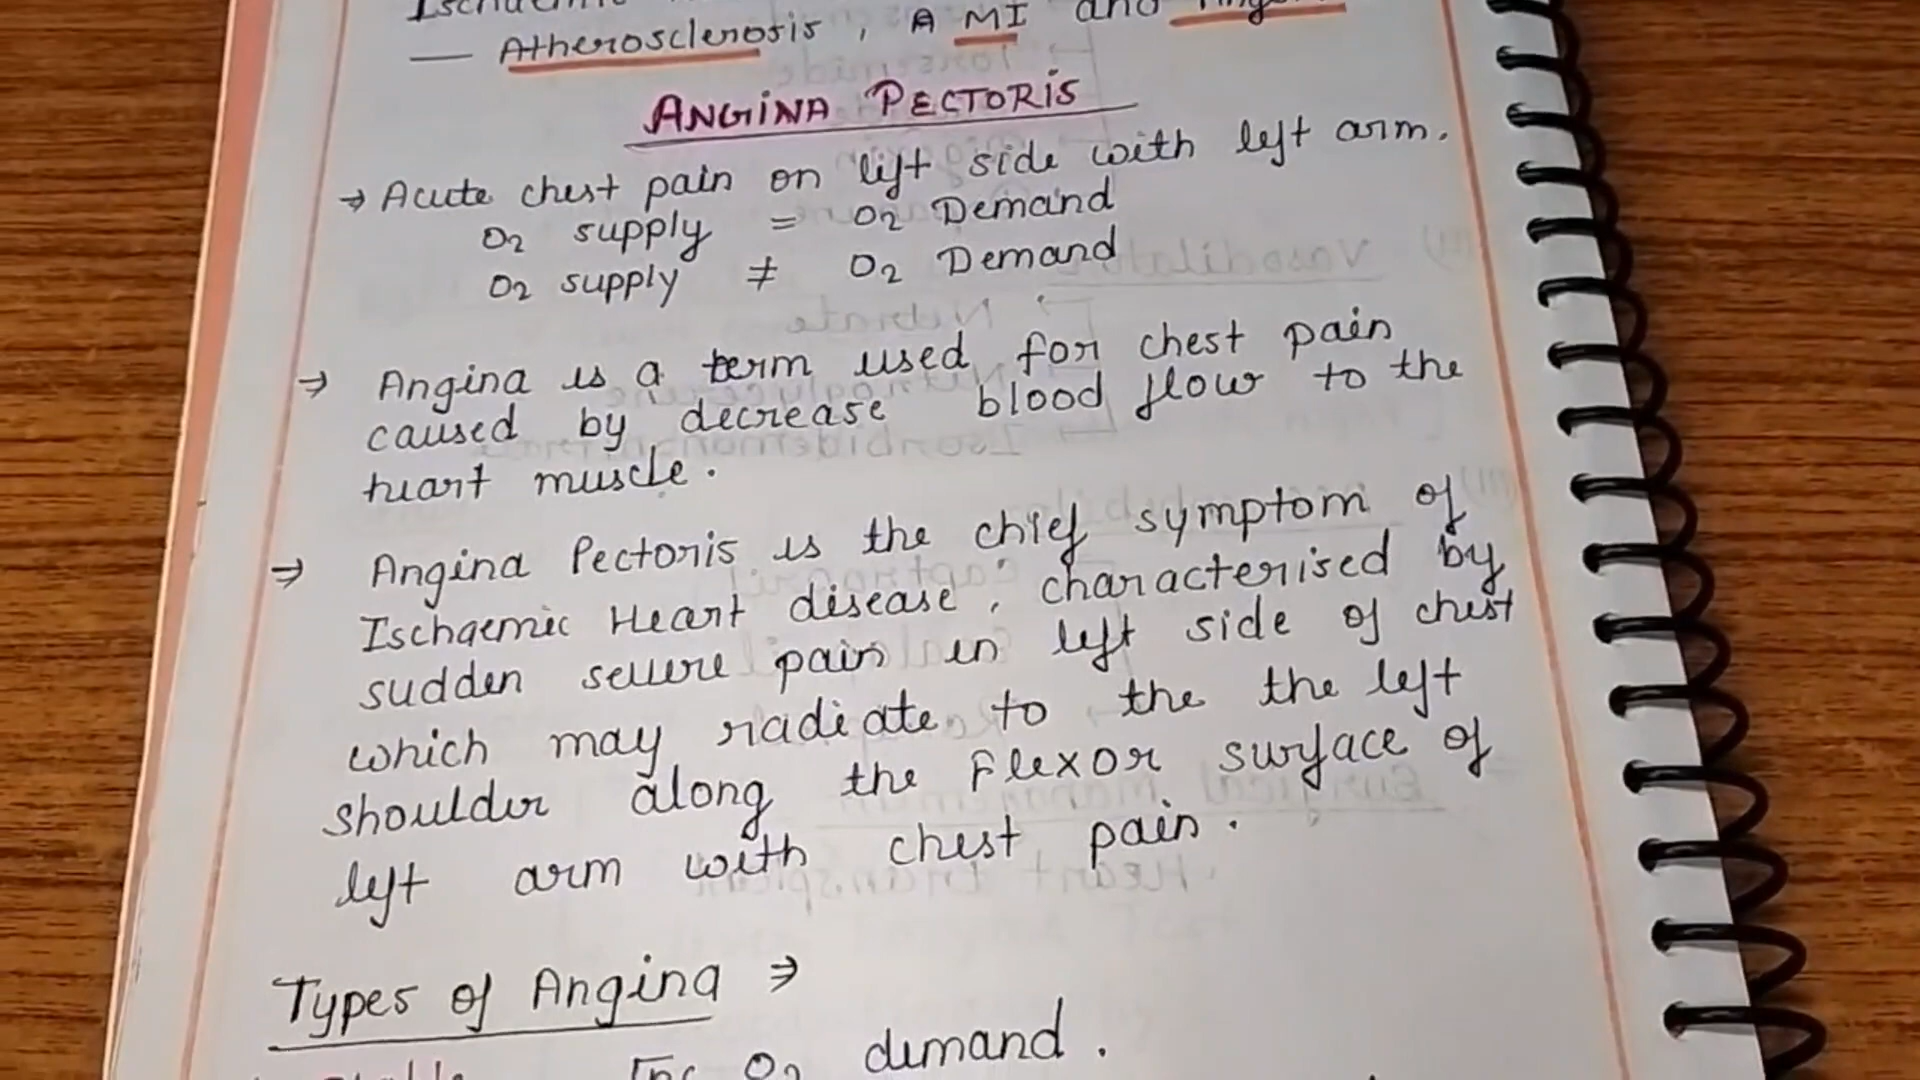 — Atherosclerosis, A MI and
ANGINA PECTORIS
→ Acute chest pain on left side with left arm.
O2 supply = O2 Demand
O2 supply ≠ O2 Demand
→ Angina is a term used for chest pain
caused by decrease blood flow to the
heart muscle.
→ Angina Pectoris is the chief symptom of
Ischaemic Heart disease, characterised by
sudden severe pain in left side of chest
which may radiate to the the left
shoulder along the Flexor surface of
left arm with chest pain.
Types of Angina →
O2 demand.